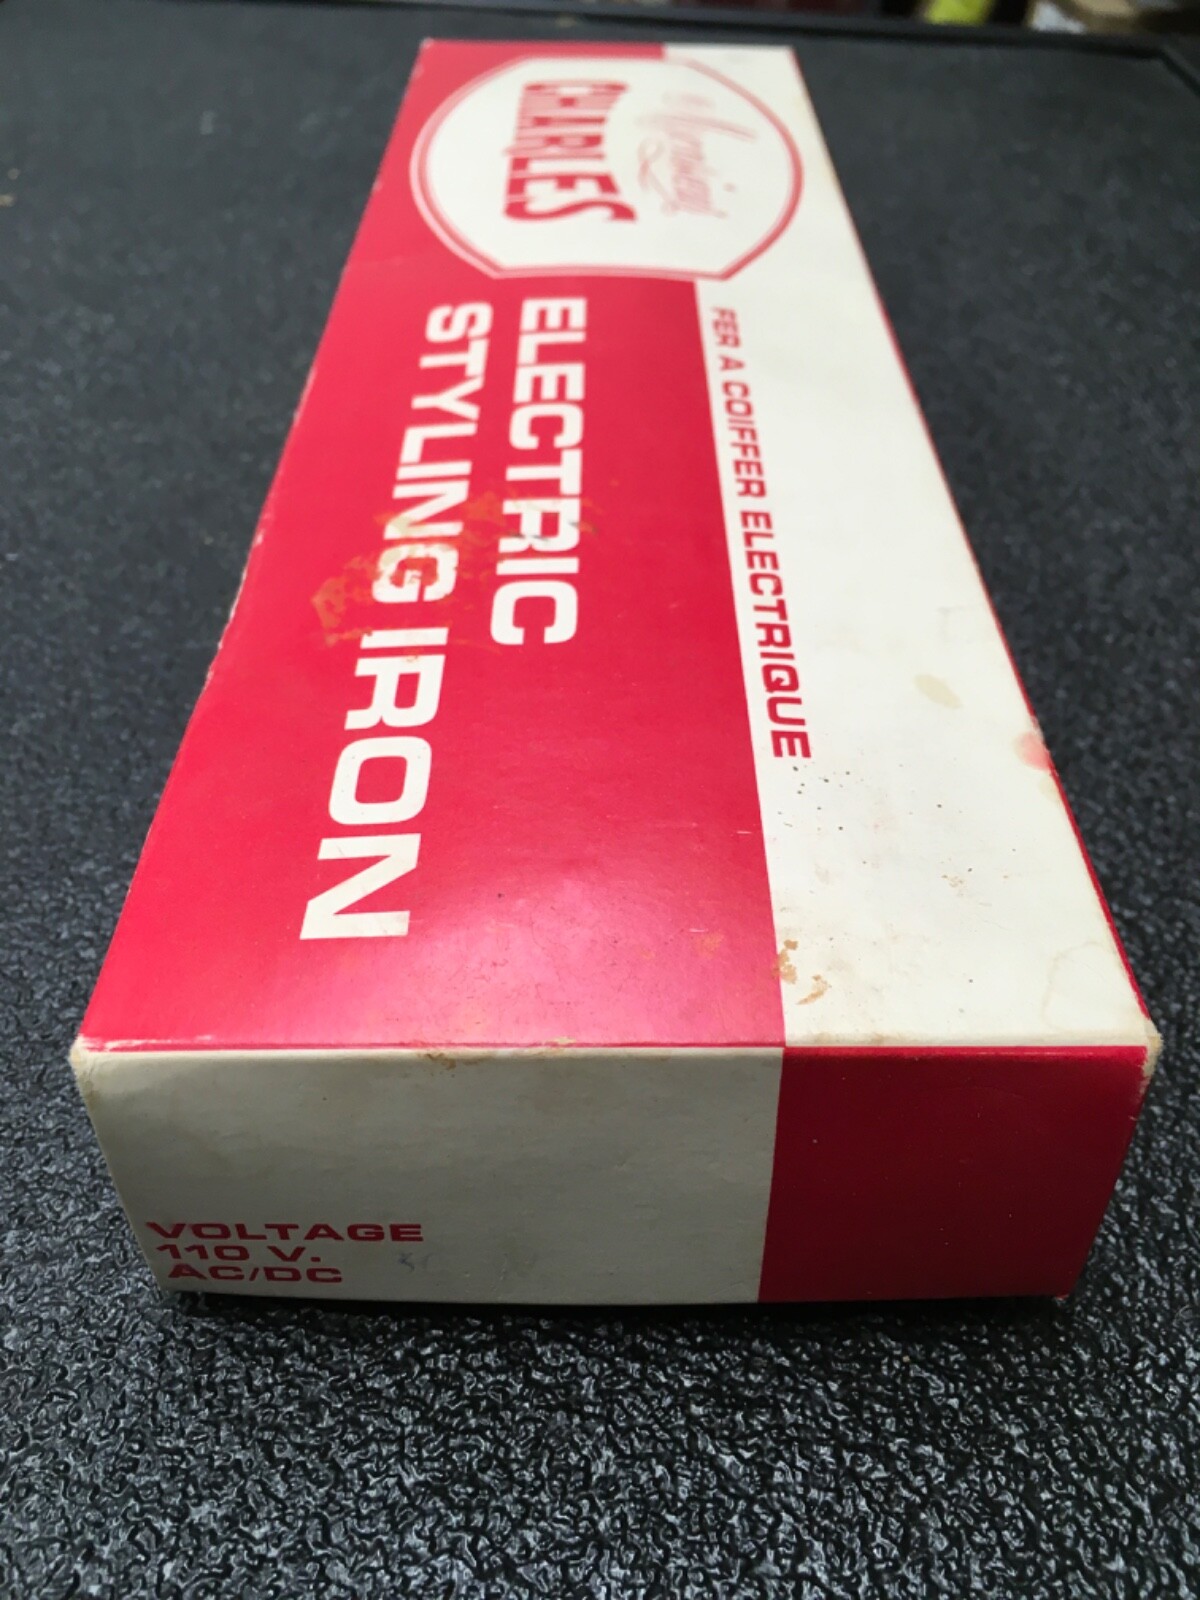 CHARLES
ELECTRIC
STYLING IRON
FER A COIFFER ELECTRIQUE
VOLTAGE
110 V.
AC/DC